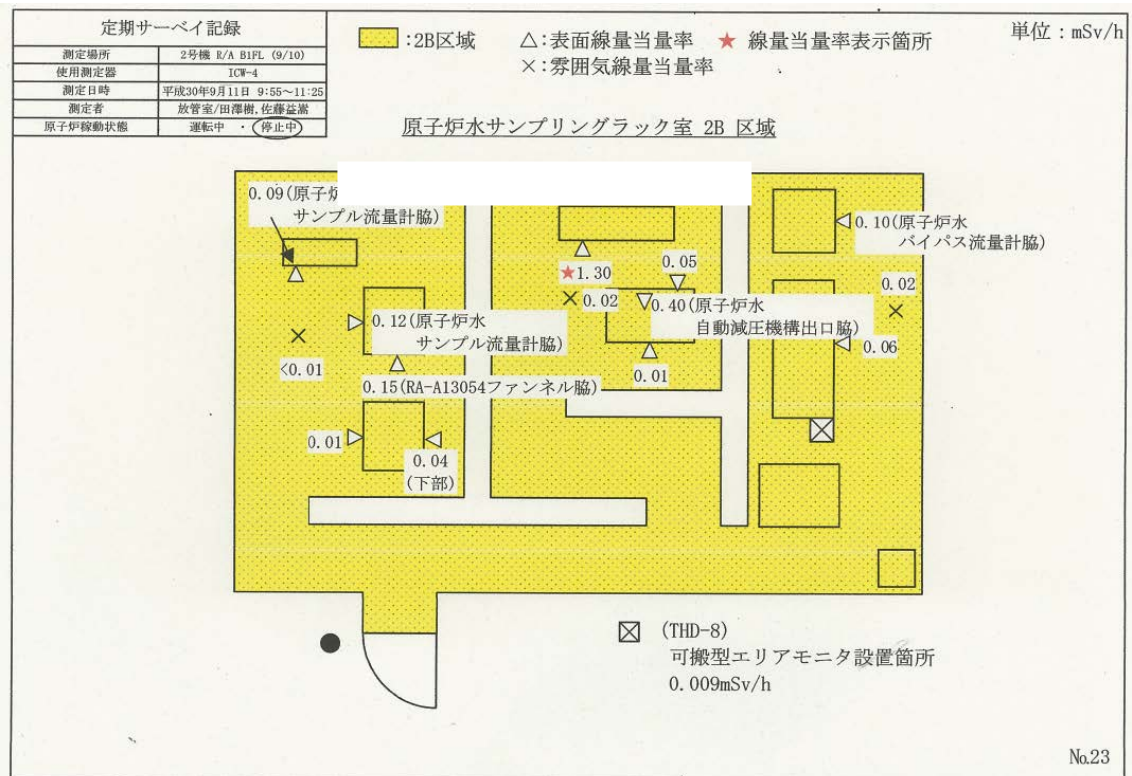 定期サーベイ記録
測定場所 2号機 R/A B1FL (9/10)
使用測定器 ICW-4
測定日時 平成30年9月11日 9:55~11:25
測定者 放管室/田澤樹,佐藤益嵩
原子炉稼動状態 運転中 ・ 停止中
:2B区域 △:表面線量当量率 ★ 線量当量率表示箇所
×:雰囲気線量当量率
単位：mSv/h
原子炉水サンプリングラック室 2B 区域
0.09(原子炉
サンプル流量計脇)
0.12(原子炉水
サンプル流量計脇)
<0.01
0.15(RA-A13054ファンネル脇)
0.01
0.04
(下部)
★1.30
0.02
0.05
0.40(原子炉水
自動減圧機構出口脇)
0.01
0.10(原子炉水
バイパス流量計脇)
0.02
0.06
(THD-8)
可搬型エリアモニタ設置箇所
0.009mSv/h
№23